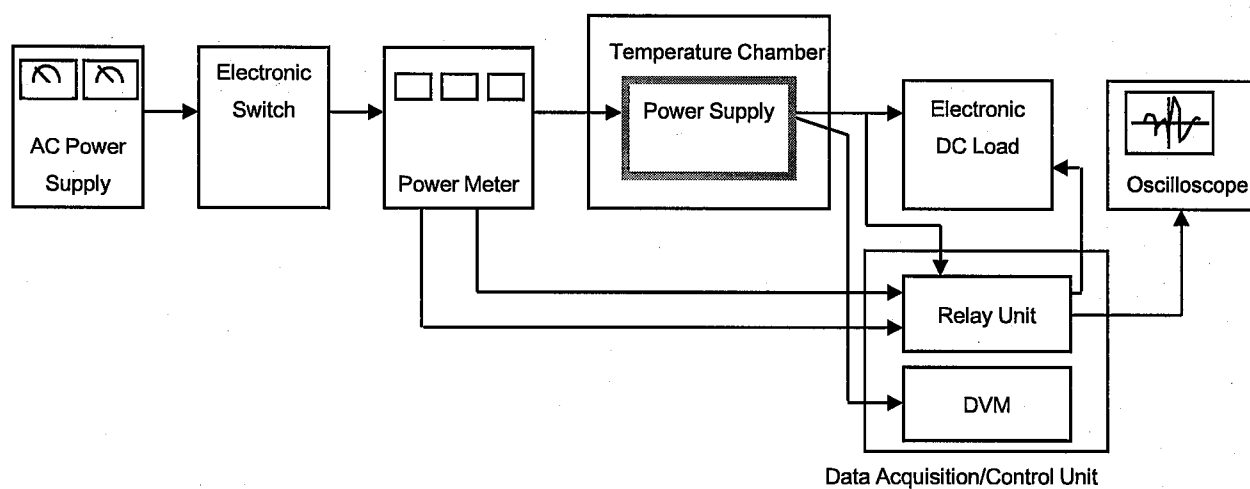 AC Power
Supply
Electronic
Switch
Power Meter
Temperature Chamber
Power Supply
Electronic
DC Load
Oscilloscope
Relay Unit
DVM
Data Acquisition/Control Unit